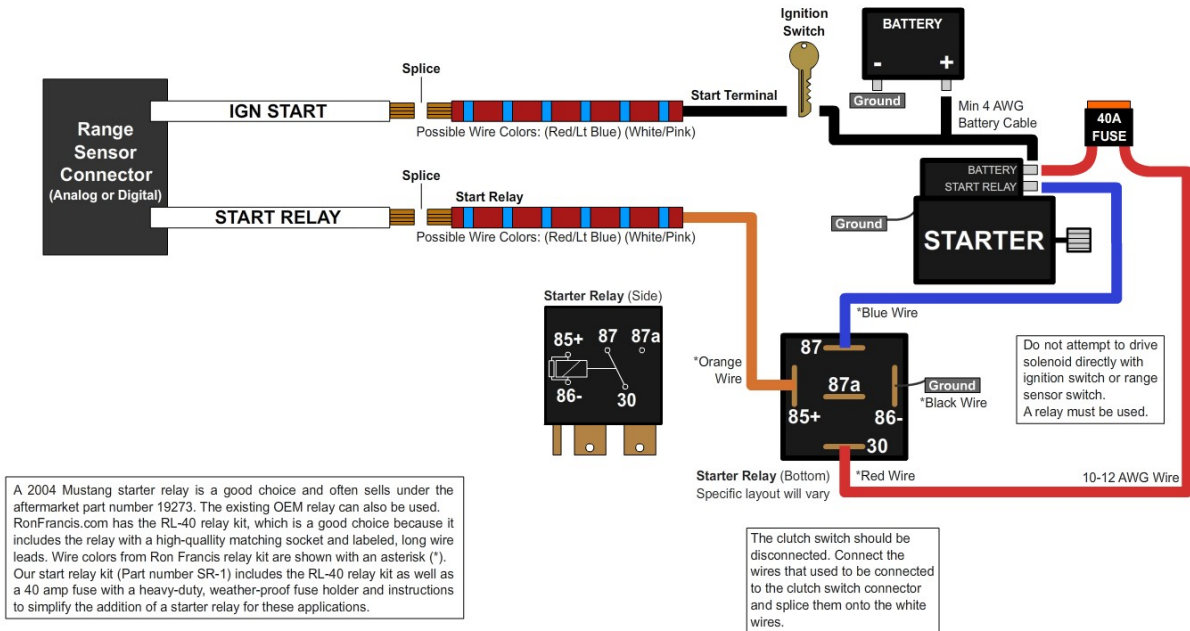 Ignition
Switch
BATTERY
- +
Ground
Min 4 AWG
Battery Cable
40A
FUSE
Range
Sensor
Connector
(Analog or Digital)
IGN START
Splice
Start Terminal
Possible Wire Colors: (Red/Lt Blue) (White/Pink)
START RELAY
Splice
Start Relay
Possible Wire Colors: (Red/Lt Blue) (White/Pink)
BATTERY
START RELAY
Ground
STARTER
*Blue Wire
Starter Relay (Side)
85+ 87 87a
86- 30
*Orange
Wire
87
87a
85+ 86-
30
Ground
*Black Wire
Do not attempt to drive
solenoid directly with
ignition switch or range
sensor switch.
A relay must be used.
Starter Relay (Bottom)
Specific layout will vary
*Red Wire
10-12 AWG Wire
A 2004 Mustang starter relay is a good choice and often sells under the
aftermarket part number 19273. The existing OEM relay can also be used.
RonFrancis.com has the RL-40 relay kit, which is a good choice because it
includes the relay with a high-quallity matching socket and labeled, long wire
leads. Wire colors from Ron Francis relay kit are shown with an asterisk (*).
Our start relay kit (Part number SR-1) includes the RL-40 relay kit as well as
a 40 amp fuse with a heavy-duty, weather-proof fuse holder and instructions
to simplify the addition of a starter relay for these applications.
The clutch switch should be
disconnected. Connect the
wires that used to be connected
to the clutch switch connector
and splice them onto the white
wires.